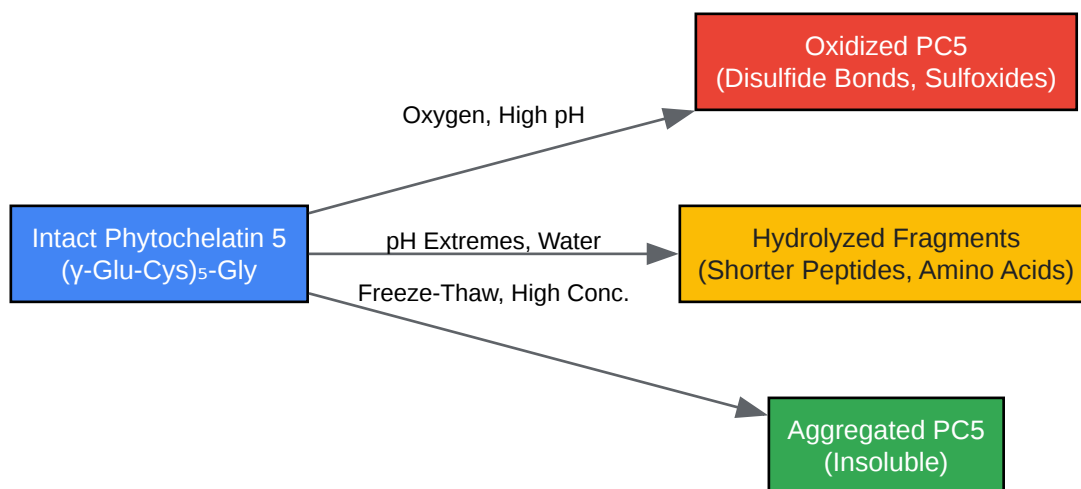 Oxidized PC5
(Disulfide Bonds, Sulfoxides)
Oxygen, High pH
Intact Phytochelatin 5
(γ-Glu-Cys)₅-Gly
pH Extremes, Water
Hydrolyzed Fragments
(Shorter Peptides, Amino Acids)
Freeze-Thaw, High Conc.
Aggregated PC5
(Insoluble)